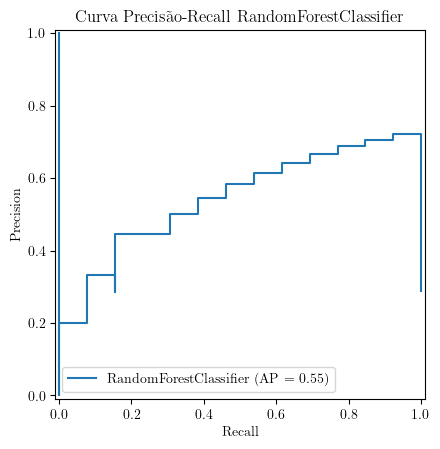 Curva Precisão-Recall RandomForestClassifier
1.0
0.8
0.6
0.4
0.2
0.0
Precision
RandomForestClassifier (AP = 0.55)
0.0 0.2 0.4 0.6 0.8 1.0
Recall